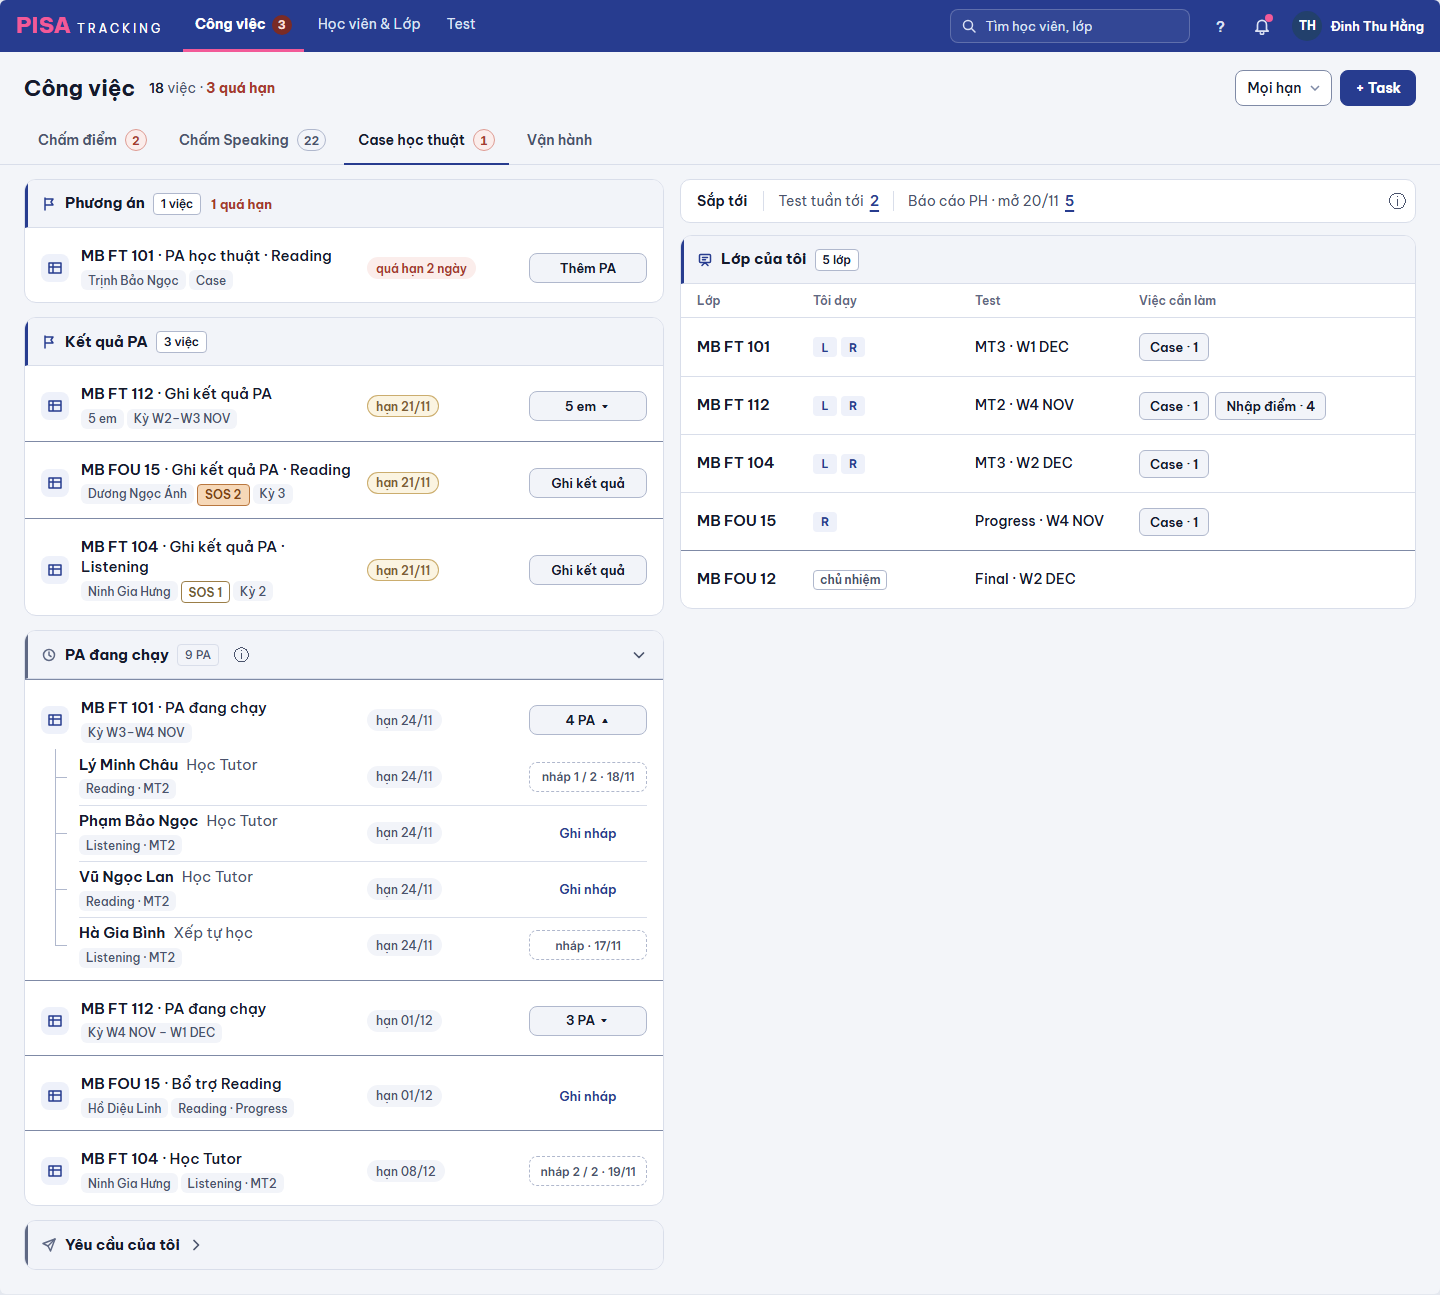 PISA TRACKING
Công việc 3
Học viên & Lớp
Test
Tìm học viên, lớp
?
TH
Đinh Thu Hằng
Công việc
18 việc · 3 quá hạn
Mọi hạn
+ Task
Chấm điểm 2
Chấm Speaking 22
Case học thuật 1
Vận hành
Phương án 1 việc 1 quá hạn
MB FT 101 · PA học thuật · Reading
Trịnh Bảo Ngọc Case
quá hạn 2 ngày
Thêm PA
Kết quả PA 3 việc
MB FT 112 · Ghi kết quả PA
5 em Kỳ W2–W3 NOV
hạn 21/11
5 em
MB FOU 15 · Ghi kết quả PA · Reading
Dương Ngọc Ánh SOS 2 Kỳ 3
hạn 21/11
Ghi kết quả
MB FT 104 · Ghi kết quả PA ·
Listening
Ninh Gia Hưng SOS 1 Kỳ 2
hạn 21/11
Ghi kết quả
PA đang chạy 9 PA
MB FT 101 · PA đang chạy
Kỳ W3–W4 NOV
hạn 24/11
4 PA
Lý Minh Châu Học Tutor
Reading · MT2
hạn 24/11
nháp 1 / 2 · 18/11
Phạm Bảo Ngọc Học Tutor
Listening · MT2
hạn 24/11
Ghi nháp
Vũ Ngọc Lan Học Tutor
Reading · MT2
hạn 24/11
Ghi nháp
Hà Gia Bình Xếp tự học
Listening · MT2
hạn 24/11
nháp · 17/11
MB FT 112 · PA đang chạy
Kỳ W4 NOV – W1 DEC
hạn 01/12
3 PA
MB FOU 15 · Bổ trợ Reading
Hồ Diệu Linh Reading · Progress
hạn 01/12
Ghi nháp
MB FT 104 · Học Tutor
Ninh Gia Hưng Listening · MT2
hạn 08/12
nháp 2 / 2 · 19/11
Yêu cầu của tôi
Sắp tới
Test tuần tới 2
Báo cáo PH · mở 20/11 5
Lớp của tôi 5 lớp
Lớp Tôi dạy Test Việc cần làm
MB FT 101 L R MT3 · W1 DEC Case · 1
MB FT 112 L R MT2 · W4 NOV Case · 1 Nhập điểm · 4
MB FT 104 L R MT3 · W2 DEC Case · 1
MB FOU 15 R Progress · W4 NOV Case · 1
MB FOU 12 chủ nhiệm Final · W2 DEC